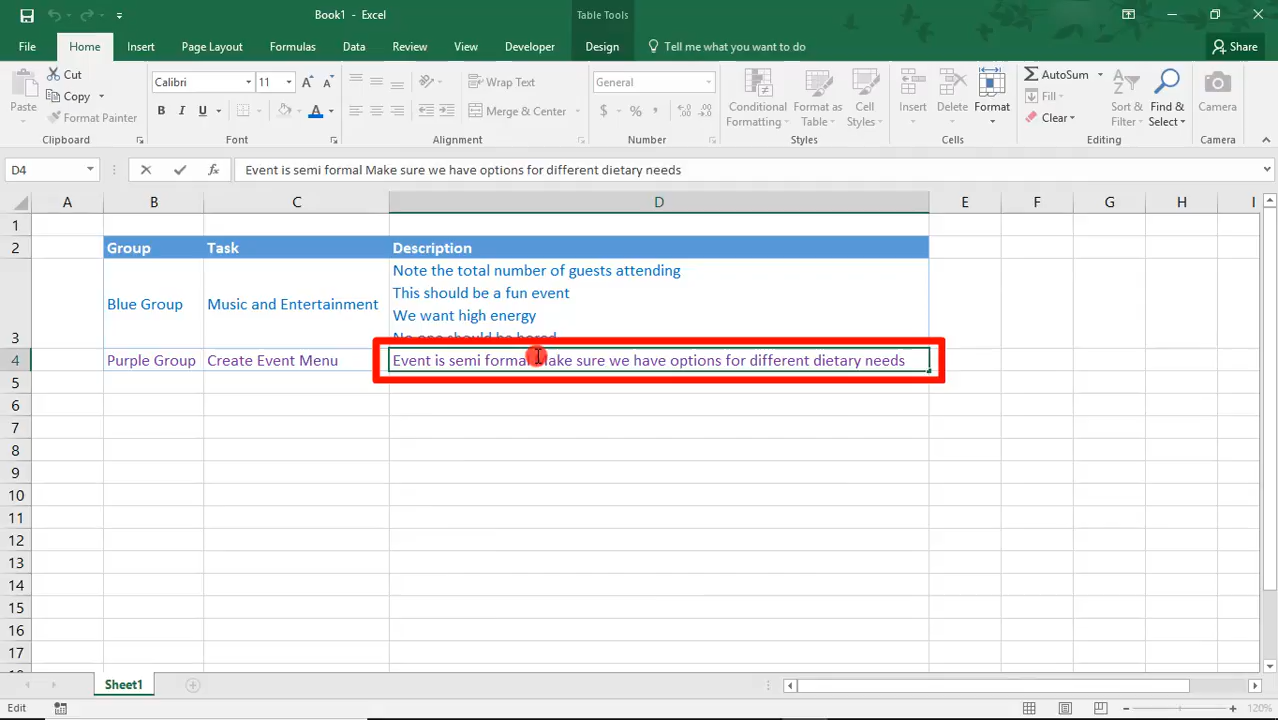 Book1 - Excel
Table Tools
File Home Insert Page Layout Formulas Data Review View Developer Design Tell me what you want to do Share
Paste
Cut
Copy
Format Painter
Clipboard
Calibri 11 A A
B I U A
Font
Wrap Text
Merge & Center
Alignment
General
$ % ,
Number
Conditional Formatting
Format as Table
Cell Styles
Styles
Insert
Delete
Format
Cells
AutoSum
Fill
Clear
Sort & Filter
Find & Select
Editing
Camera
Camera
D4 fx Event is semi formal Make sure we have options for different dietary needs
A B C D E F G H I
1
2 Group Task Description
3 Blue Group Music and Entertainment
Note the total number of guests attending
This should be a fun event
We want high energy
No one should be bored
4 Purple Group Create Event Menu Event is semi formal Make sure we have options for different dietary needs
5
6
7
8
9
10
11
12
13
14
15
16
17
Sheet1
Edit 120%